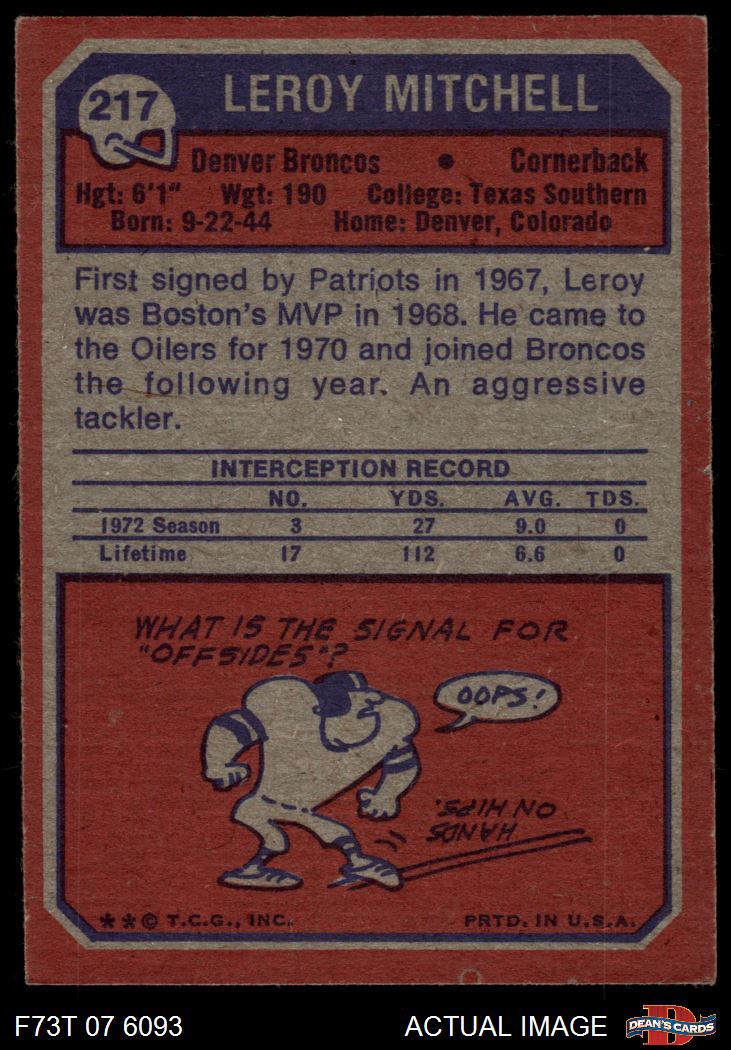 217
LEROY MITCHELL
Denver Broncos • Cornerback
Hgt: 6'1" Wgt: 190 College: Texas Southern
Born: 9-22-44 Home: Denver, Colorado
First signed by Patriots in 1967, Leroy
was Boston's MVP in 1968. He came to
the Oilers for 1970 and joined Broncos
the following year. An aggressive
tackler.
INTERCEPTION RECORD
NO. YDS. AVG. TDS.
1972 Season 3 27 9.0 0
Lifetime 17 112 6.6 0
WHAT IS THE SIGNAL FOR
"OFFSIDES"?
OOPS!
HANDS
ON HIPS.
**© T.C.G., INC. PRTD. IN U.S.A.
F73T 07 6093 ACTUAL IMAGE D DEAN'S CARDS